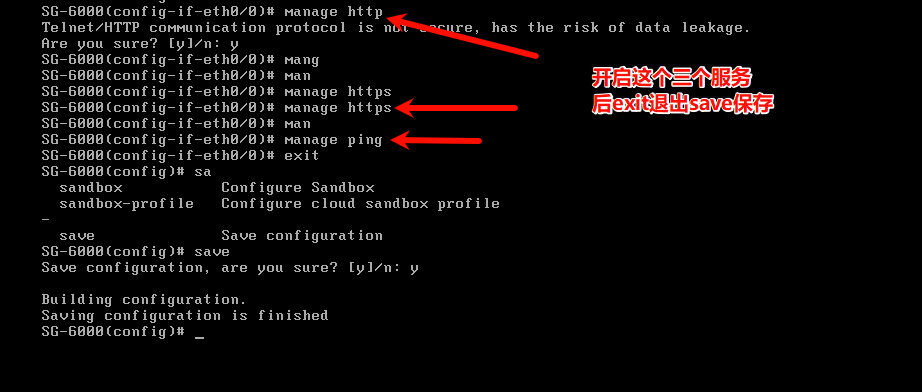 SG-6000(config-if-eth0/0)# manage http
Telnet/HTTP communication protocol is not secure, has the risk of data leakage.
Are you sure? [y]/n: y
SG-6000(config-if-eth0/0)# mang
SG-6000(config-if-eth0/0)# man
SG-6000(config-if-eth0/0)# manage https
SG-6000(config-if-eth0/0)# manage https
SG-6000(config-if-eth0/0)# man
SG-6000(config-if-eth0/0)# manage ping
SG-6000(config-if-eth0/0)# exit
SG-6000(config)# sa
sandbox Configure Sandbox
sandbox-profile Configure cloud sandbox profile
save Save configuration
SG-6000(config)# save
Save configuration, are you sure? [y]/n: y
Building configuration.
Saving configuration is finished
SG-6000(config)# _
开启这个三个服务
后exit退出save保存